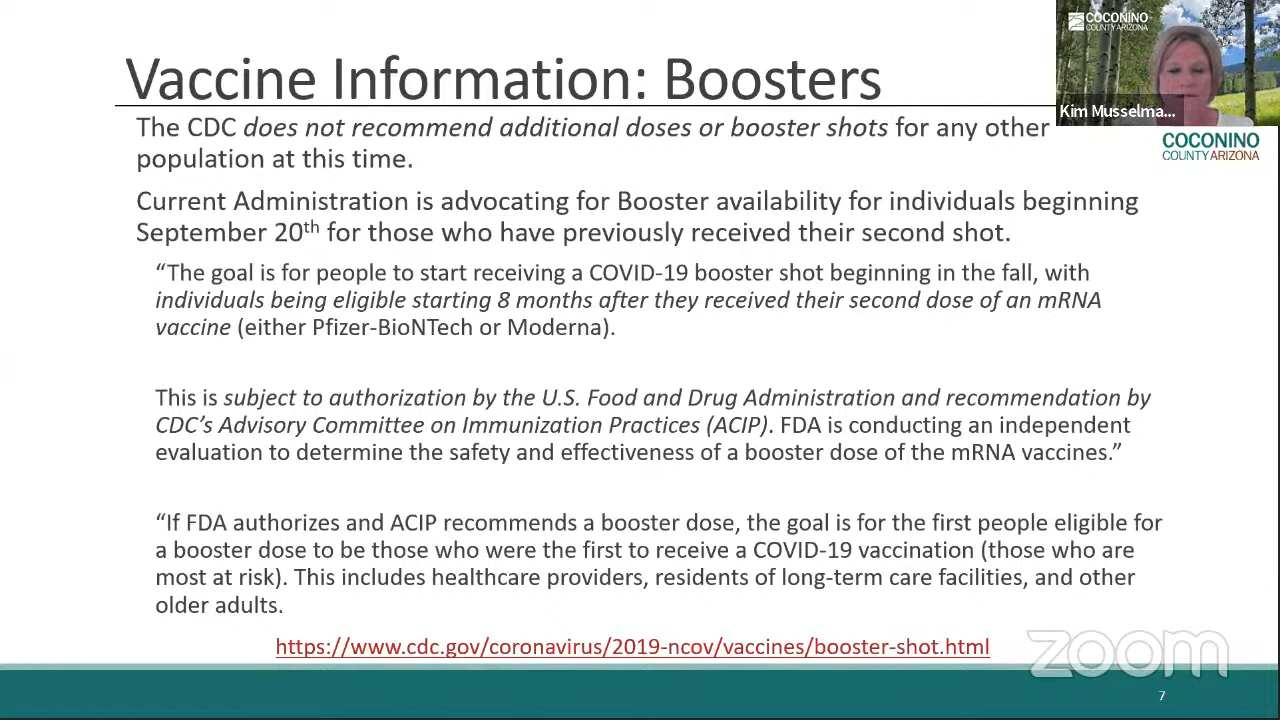 Vaccine Information: Boosters
COCONINO
COUNTY ARIZONA
Kim Musselma...
COCONINO
COUNTY ARIZONA
The CDC does not recommend additional doses or booster shots for any other
population at this time.
Current Administration is advocating for Booster availability for individuals beginning
September 20th for those who have previously received their second shot.
“The goal is for people to start receiving a COVID-19 booster shot beginning in the fall, with
individuals being eligible starting 8 months after they received their second dose of an mRNA
vaccine (either Pfizer-BioNTech or Moderna).
This is subject to authorization by the U.S. Food and Drug Administration and recommendation by
CDC’s Advisory Committee on Immunization Practices (ACIP). FDA is conducting an independent
evaluation to determine the safety and effectiveness of a booster dose of the mRNA vaccines.”
“If FDA authorizes and ACIP recommends a booster dose, the goal is for the first people eligible for
a booster dose to be those who were the first to receive a COVID-19 vaccination (those who are
most at risk). This includes healthcare providers, residents of long-term care facilities, and other
older adults.
https://www.cdc.gov/coronavirus/2019-ncov/vaccines/booster-shot.html
zoom
7